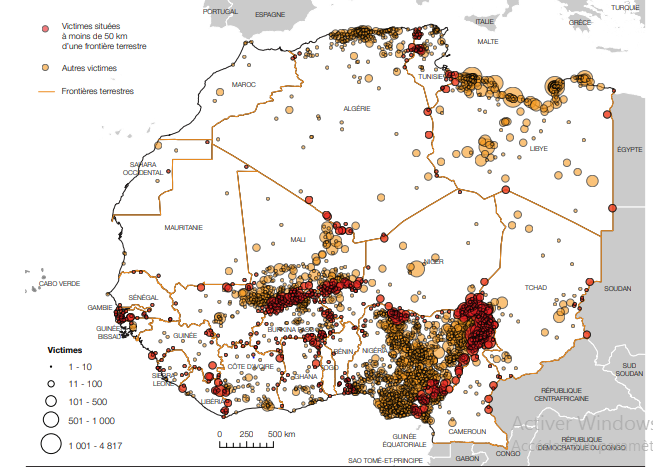 PORTUGAL
ESPAGNE
ITALIE
GRÈCE
TURQUIE
MALTE
Victimes situées
à moins de 50 km
d'une frontière terrestre
Autres victimes
Frontières terrestres
TUNISIE
MAROC
ALGÉRIE
LIBYE
ÉGYPTE
SAHARA
OCCIDENTAL
MAURITANIE
MALI
NIGER
TCHAD
SOUDAN
CABO VERDE
SÉNÉGAL
GAMBIE
GUINÉE
BISSAU
GUINÉE
BURKINA FASO
BÉNIN
NIGÉRIA
SIERRA
LEONE
CÔTE D'IVOIRE
GHANA
TOGO
LIBÉRIA
SUD
SOUDAN
RÉPUBLIQUE
CENTRAFRICAINE
CAMEROUN
GUINÉE
ÉQUATORIALE
SAO TOMÉ-ET-PRINCIPE
GABON
CONGO
RÉPUBLIQUE
DÉMOCRATIQUE DU CONGO
Victimes
1 - 10
11 - 100
101 - 500
501 - 1 000
1 001 - 4 817
0 250 500 km
Activer Windows